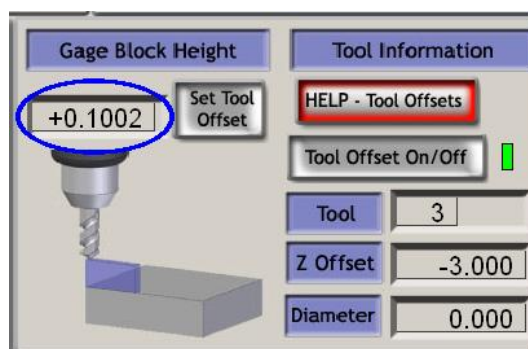 Gage Block Height
+0.1002
Set Tool
Offset
Tool Information
HELP - Tool Offsets
Tool Offset On/Off
Tool 3
Z Offset -3.000
Diameter 0.000